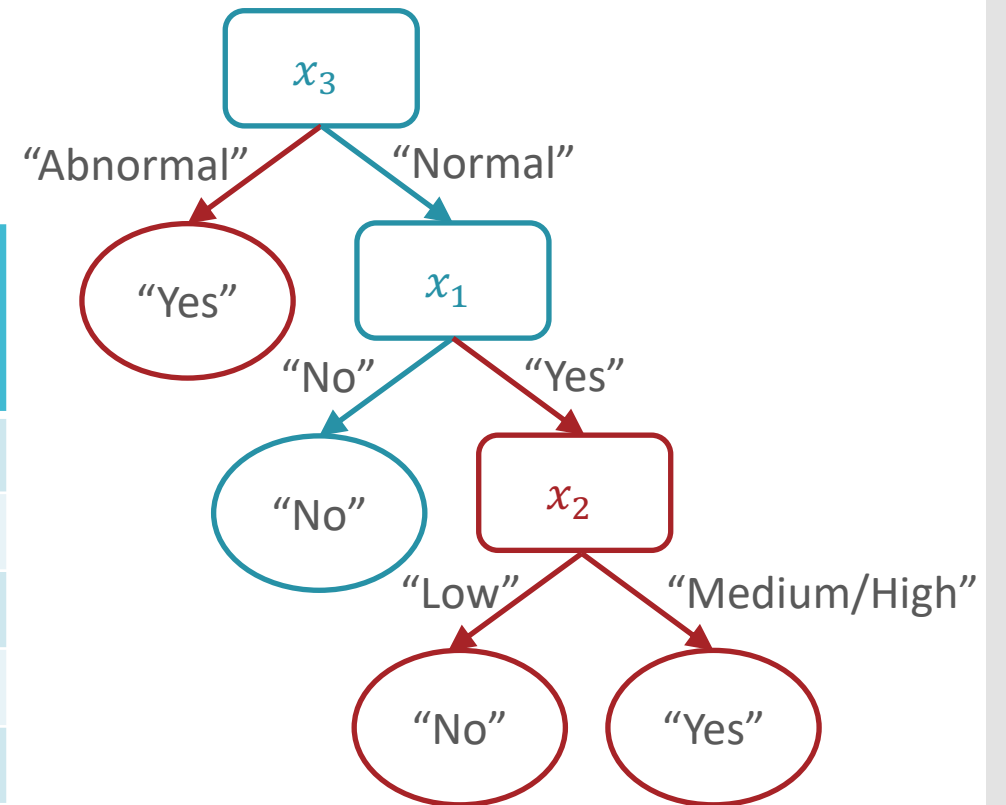 x₃
“Abnormal” “Normal”
“Yes” x₁
“No” “Yes”
“No” x₂
“Low” “Medium/High”
“No” “Yes”